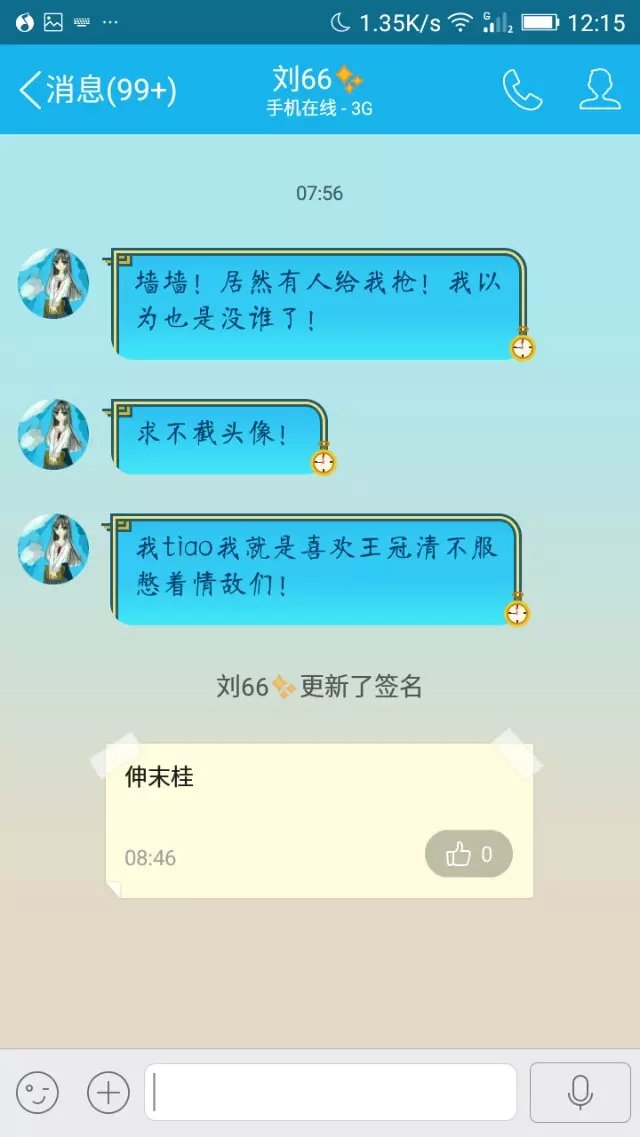 1.35K/s G 2 12:15
消息(99+)
刘66✨
手机在线 - 3G
07:56
墙墙！居然有人给我枪！我以
为也是没谁了！
求不截头像！
我tiao我就是喜欢王冠清不服
憋着情敌们！
刘66✨更新了签名
伸末桂
08:46
0